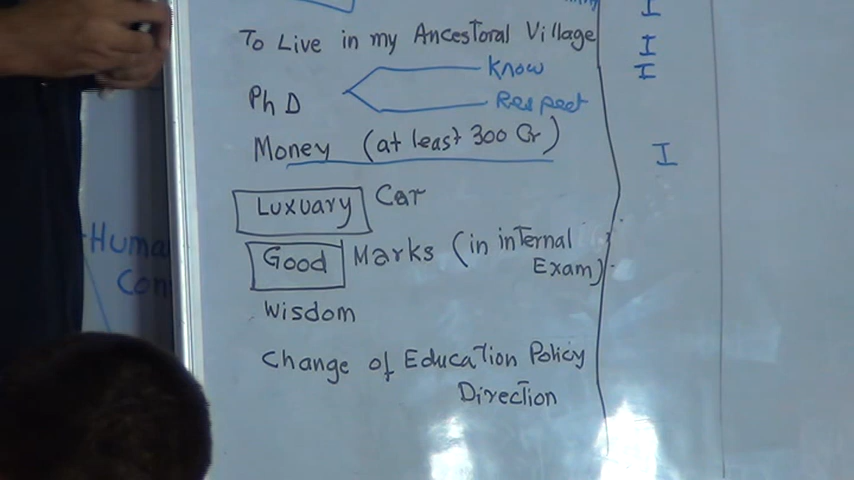 To Live in my Ancestoral Village I
PhD Know I
Respect
Money (at least 300 Cr) I
Luxuary Car
Good Marks (in internal
Exam)
Wisdom
Change of Education Policy
Direction
Huma
Con
I